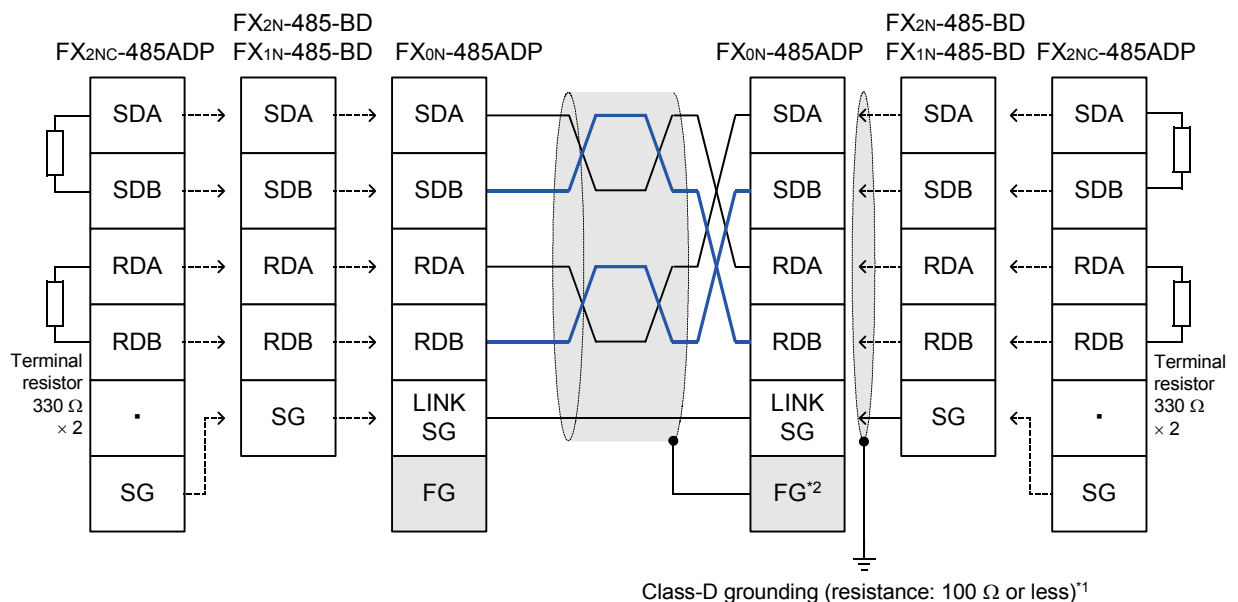 FX2N-485-BD
FX2NC-485ADP FX1N-485-BD FX0N-485ADP
FX2N-485-BD
FX0N-485ADP FX1N-485-BD FX2NC-485ADP
SDA SDA SDA SDA SDA SDA
SDB SDB SDB SDB SDB SDB
RDA RDA RDA RDA RDA RDA
RDB RDB RDB RDB RDB RDB
Terminal
resistor
330 Ω
× 2
Terminal
resistor
330 Ω
× 2
. SG LINK
SG
LINK
SG
SG .
SG FG FG*2 SG
Class-D grounding (resistance: 100 Ω or less)*1